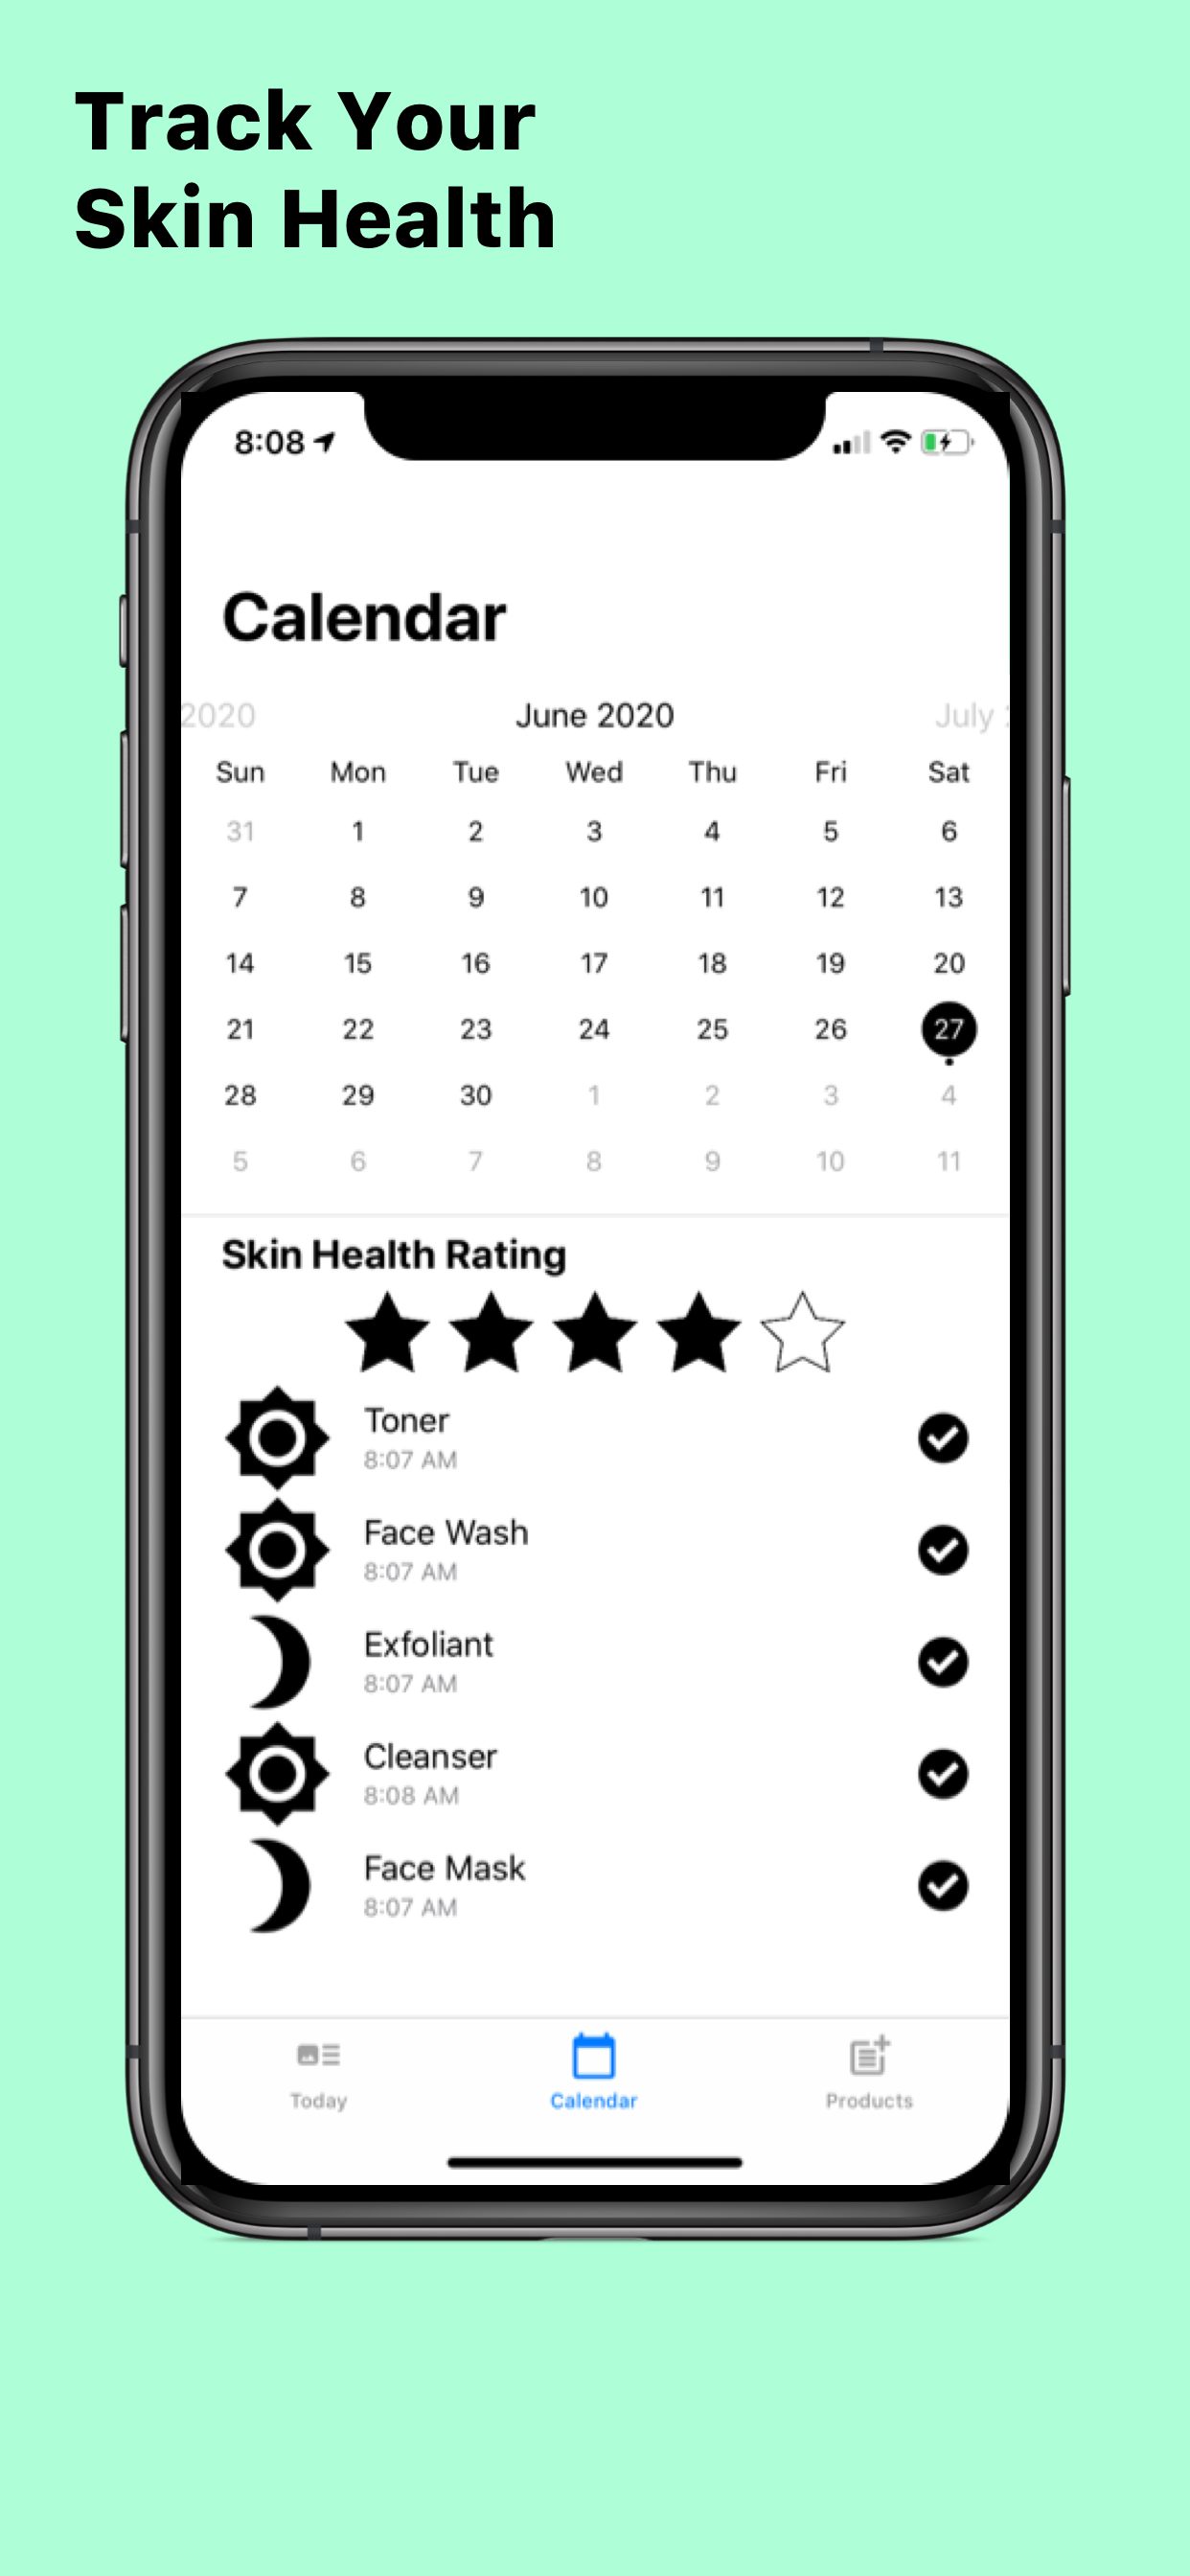 Track Your
Skin Health
8:08
Calendar
2020 June 2020 July
Sun Mon Tue Wed Thu Fri Sat
31 1 2 3 4 5 6
7 8 9 10 11 12 13
14 15 16 17 18 19 20
21 22 23 24 25 26 27
28 29 30 1 2 3 4
5 6 7 8 9 10 11
Skin Health Rating
Toner
8:07 AM
Face Wash
8:07 AM
Exfoliant
8:07 AM
Cleanser
8:08 AM
Face Mask
8:07 AM
Today Calendar Products